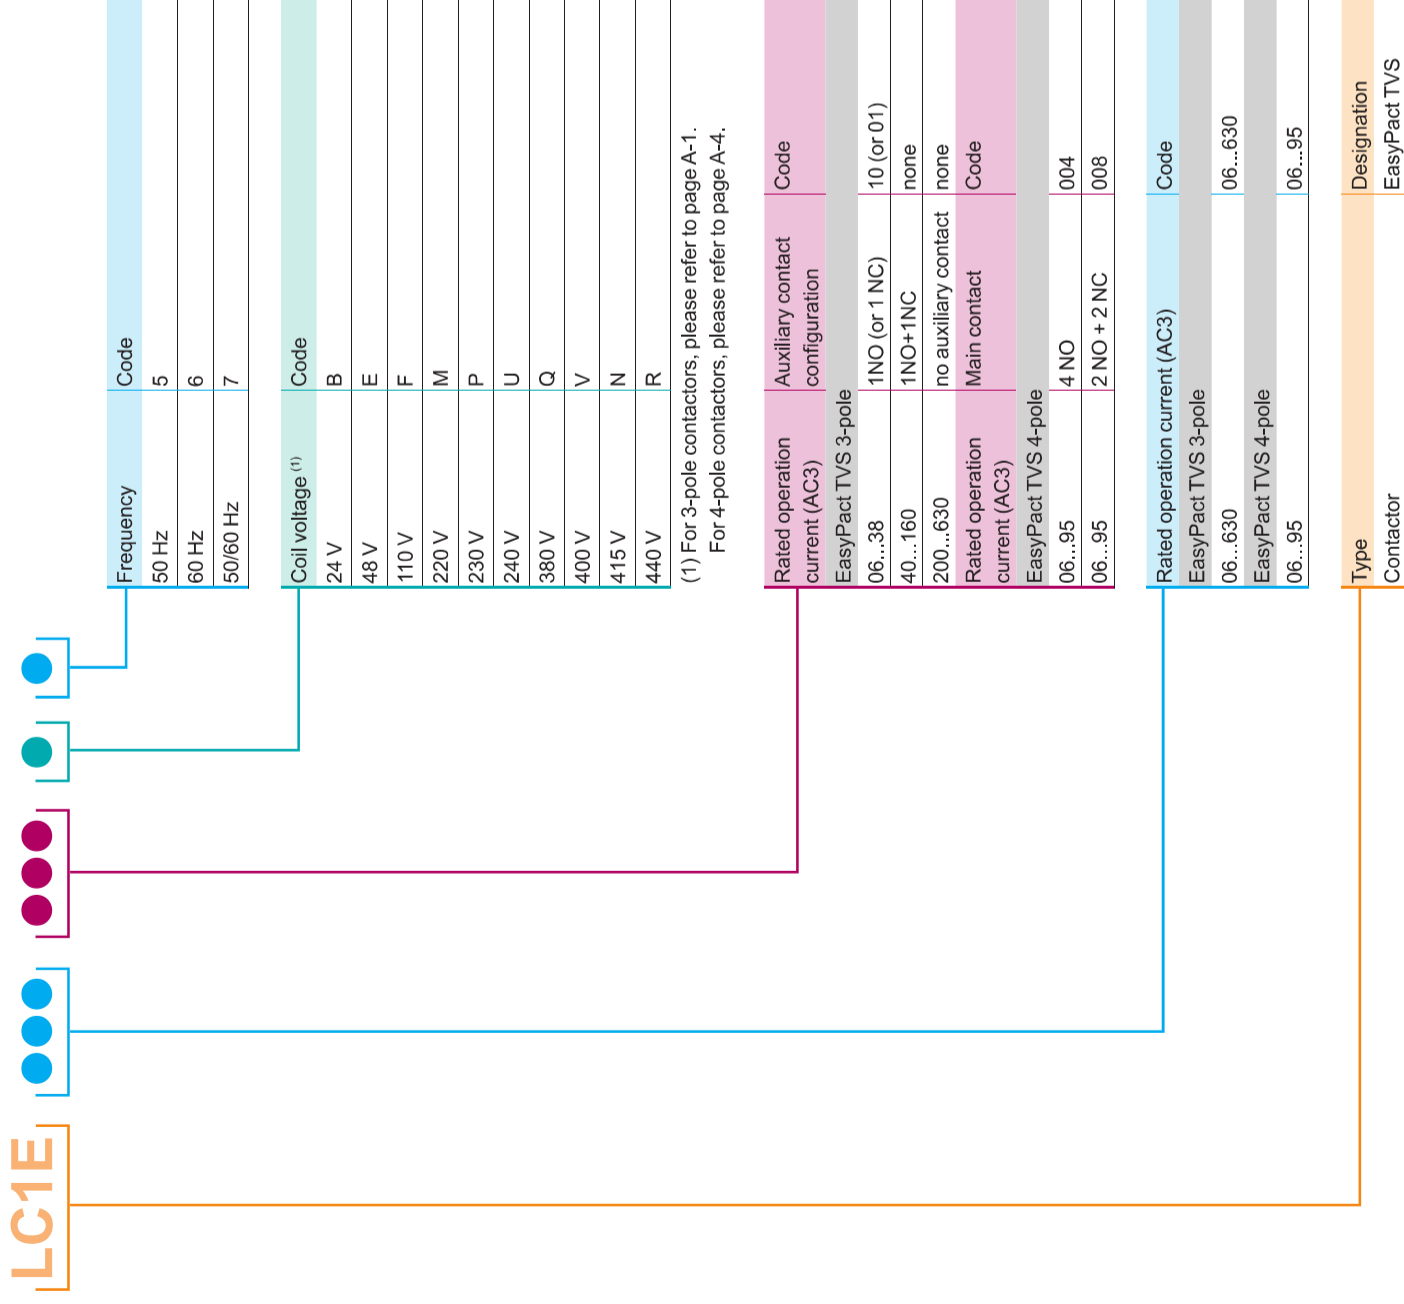 LC1E
Frequency Code
50 Hz 5
60 Hz 6
50/60 Hz 7
Coil voltage (1) Code
24 V B
48 V E
110 V F
220 V M
230 V P
240 V U
380 V Q
400 V V
415 V N
440 V R
(1) For 3-pole contactors, please refer to page A-1.
For 4-pole contactors, please refer to page A-4.
Rated operation Auxiliary contact Code
current (AC3) configuration
EasyPact TVS 3-pole
06...38 1NO (or 1 NC) 10 (or 01)
40...160 1NO+1NC none
200...630 no auxiliary contact none
Rated operation Main contact Code
current (AC3)
EasyPact TVS 4-pole
06...95 4 NO 004
06...95 2 NO + 2 NC 008
Rated operation current (AC3) Code
EasyPact TVS 3-pole
06...630 06...630
EasyPact TVS 4-pole
06...95 06...95
Type Designation
Contactor EasyPact TVS